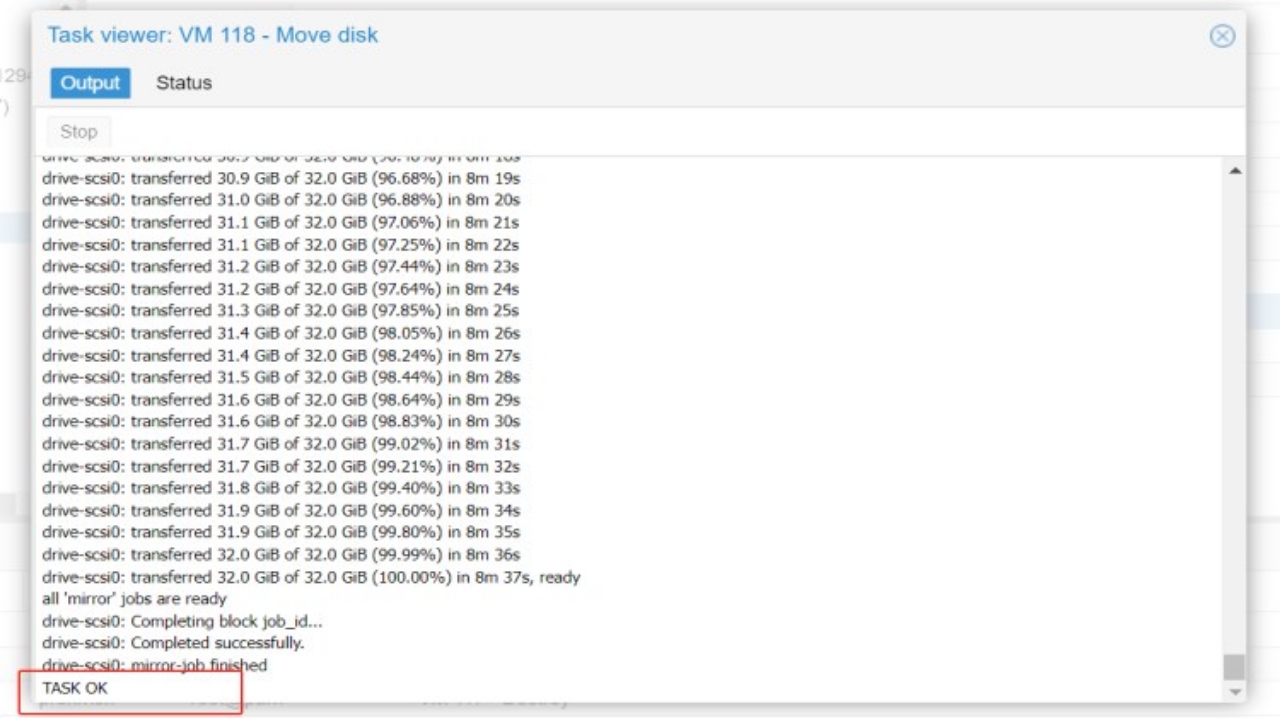 Task viewer: VM 118 - Move disk
Output Status
Stop
drive-scsi0: transferred 30.9 GiB of 32.0 GiB (96.68%) in 8m 19s
drive-scsi0: transferred 31.0 GiB of 32.0 GiB (96.88%) in 8m 20s
drive-scsi0: transferred 31.1 GiB of 32.0 GiB (97.06%) in 8m 21s
drive-scsi0: transferred 31.1 GiB of 32.0 GiB (97.25%) in 8m 22s
drive-scsi0: transferred 31.2 GiB of 32.0 GiB (97.44%) in 8m 23s
drive-scsi0: transferred 31.2 GiB of 32.0 GiB (97.64%) in 8m 24s
drive-scsi0: transferred 31.3 GiB of 32.0 GiB (97.85%) in 8m 25s
drive-scsi0: transferred 31.4 GiB of 32.0 GiB (98.05%) in 8m 26s
drive-scsi0: transferred 31.4 GiB of 32.0 GiB (98.24%) in 8m 27s
drive-scsi0: transferred 31.5 GiB of 32.0 GiB (98.44%) in 8m 28s
drive-scsi0: transferred 31.6 GiB of 32.0 GiB (98.64%) in 8m 29s
drive-scsi0: transferred 31.6 GiB of 32.0 GiB (98.83%) in 8m 30s
drive-scsi0: transferred 31.7 GiB of 32.0 GiB (99.02%) in 8m 31s
drive-scsi0: transferred 31.7 GiB of 32.0 GiB (99.21%) in 8m 32s
drive-scsi0: transferred 31.8 GiB of 32.0 GiB (99.40%) in 8m 33s
drive-scsi0: transferred 31.9 GiB of 32.0 GiB (99.60%) in 8m 34s
drive-scsi0: transferred 31.9 GiB of 32.0 GiB (99.80%) in 8m 35s
drive-scsi0: transferred 32.0 GiB of 32.0 GiB (99.99%) in 8m 36s
drive-scsi0: transferred 32.0 GiB of 32.0 GiB (100.00%) in 8m 37s, ready
all 'mirror' jobs are ready
drive-scsi0: Completing block job_id...
drive-scsi0: Completed successfully.
drive-scsi0: mirror-job finished
TASK OK